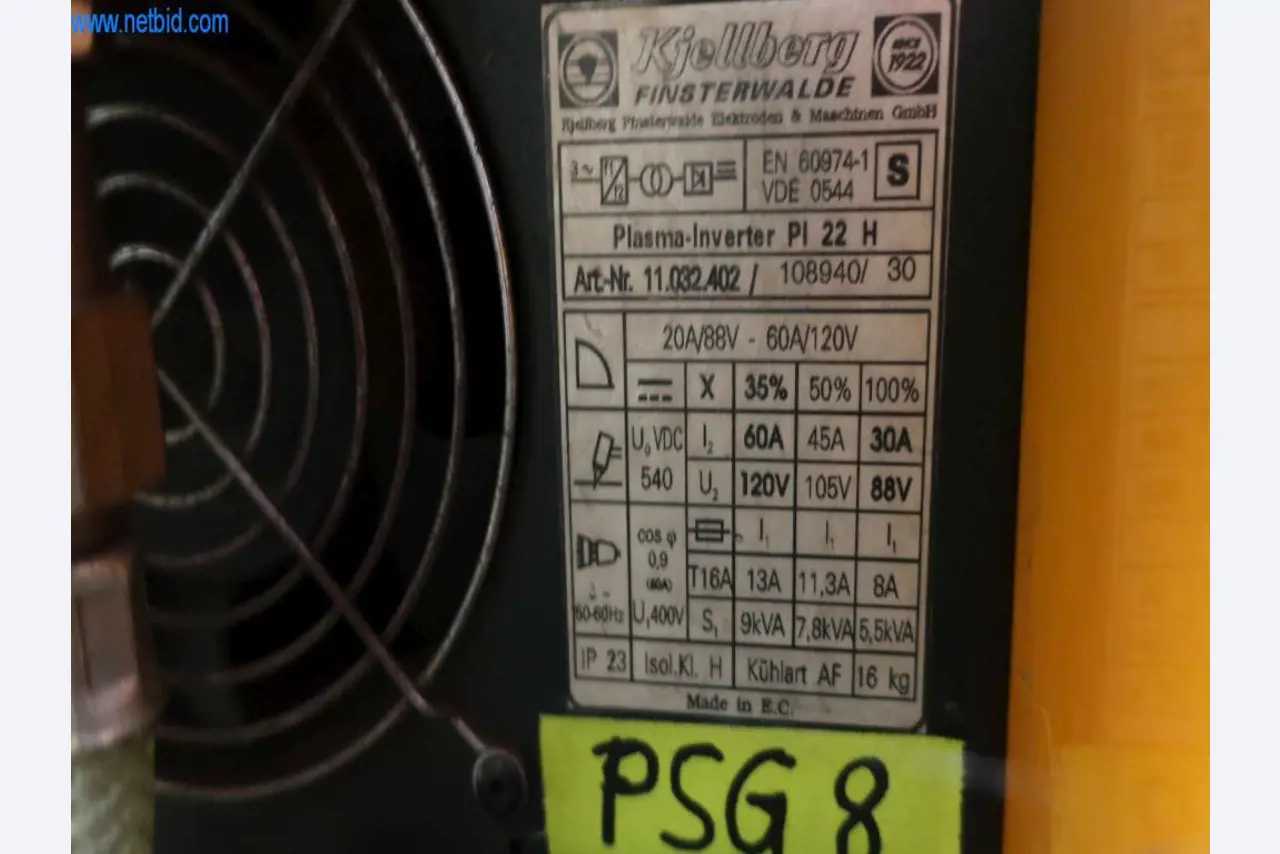 www.netbid.com
Kjellberg
SINCE 1922
FINSTERWALDE
Kjellberg Finsterwalde Elektroden & Maschinen GmbH
3~ f1 f2
EN 60974-1
VDE 0544
S
Plasma-Inverter PI 22 H
Art.-Nr. 11.032.402 / 108940/ 30
20A/88V - 60A/120V
X 35% 50% 100%
U₀ VDC 540
I₂ 60A 45A 30A
U₂ 120V 105V 88V
cos φ 0,9 (60A)
I₁ I₁ I₁
T16A 13A 11,3A 8A
50-60Hz U₁400V S₁ 9kVA 7,8kVA 5,5kVA
IP 23 Isol.Kl. H Kühlart AF 16 kg
Made in E.C.
PSG 8